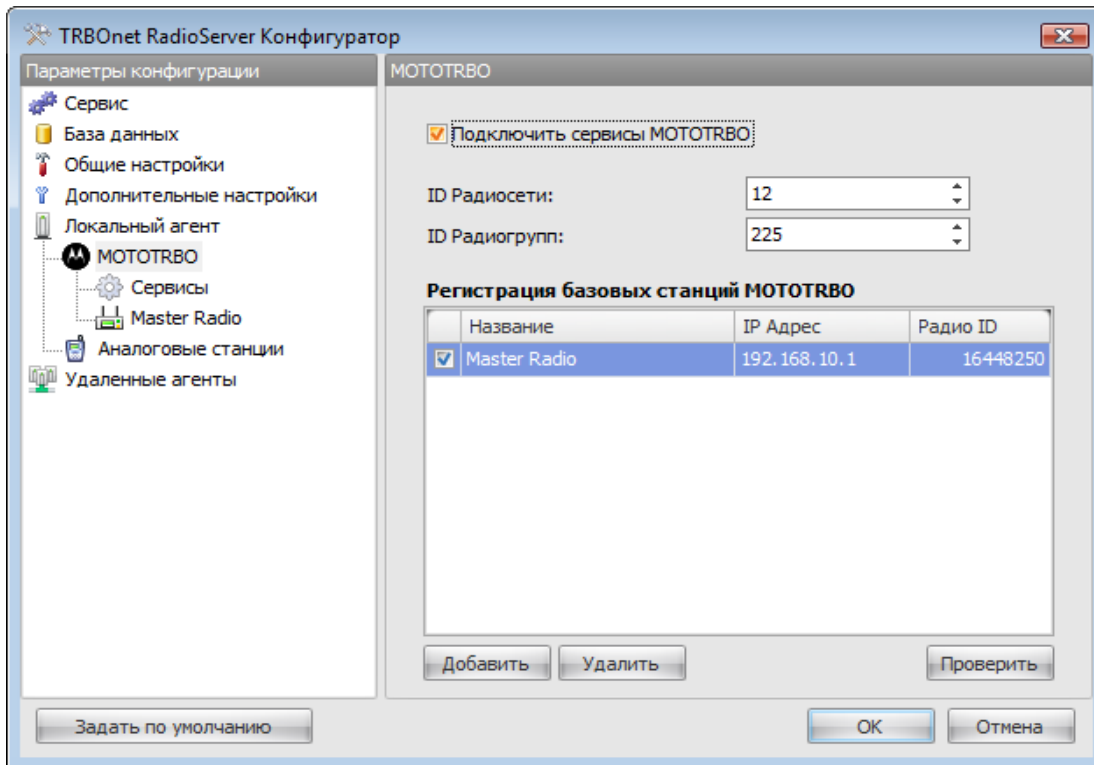 TRBOnet RadioServer Конфигуратор
Параметры конфигурации
Сервис
База данных
Общие настройки
Дополнительные настройки
Локальный агент
MOTOTRBO
Сервисы
Master Radio
Аналоговые станции
Удаленные агенты
MOTOTRBO
Подключить сервисы MOTOTRBO
ID Радиосети: 12
ID Радиогрупп: 225
Регистрация базовых станций MOTOTRBO
Название IP Адрес Радио ID
Master Radio 192.168.10.1 16448250
Добавить Удалить Проверить
Задать по умолчанию OK Отмена